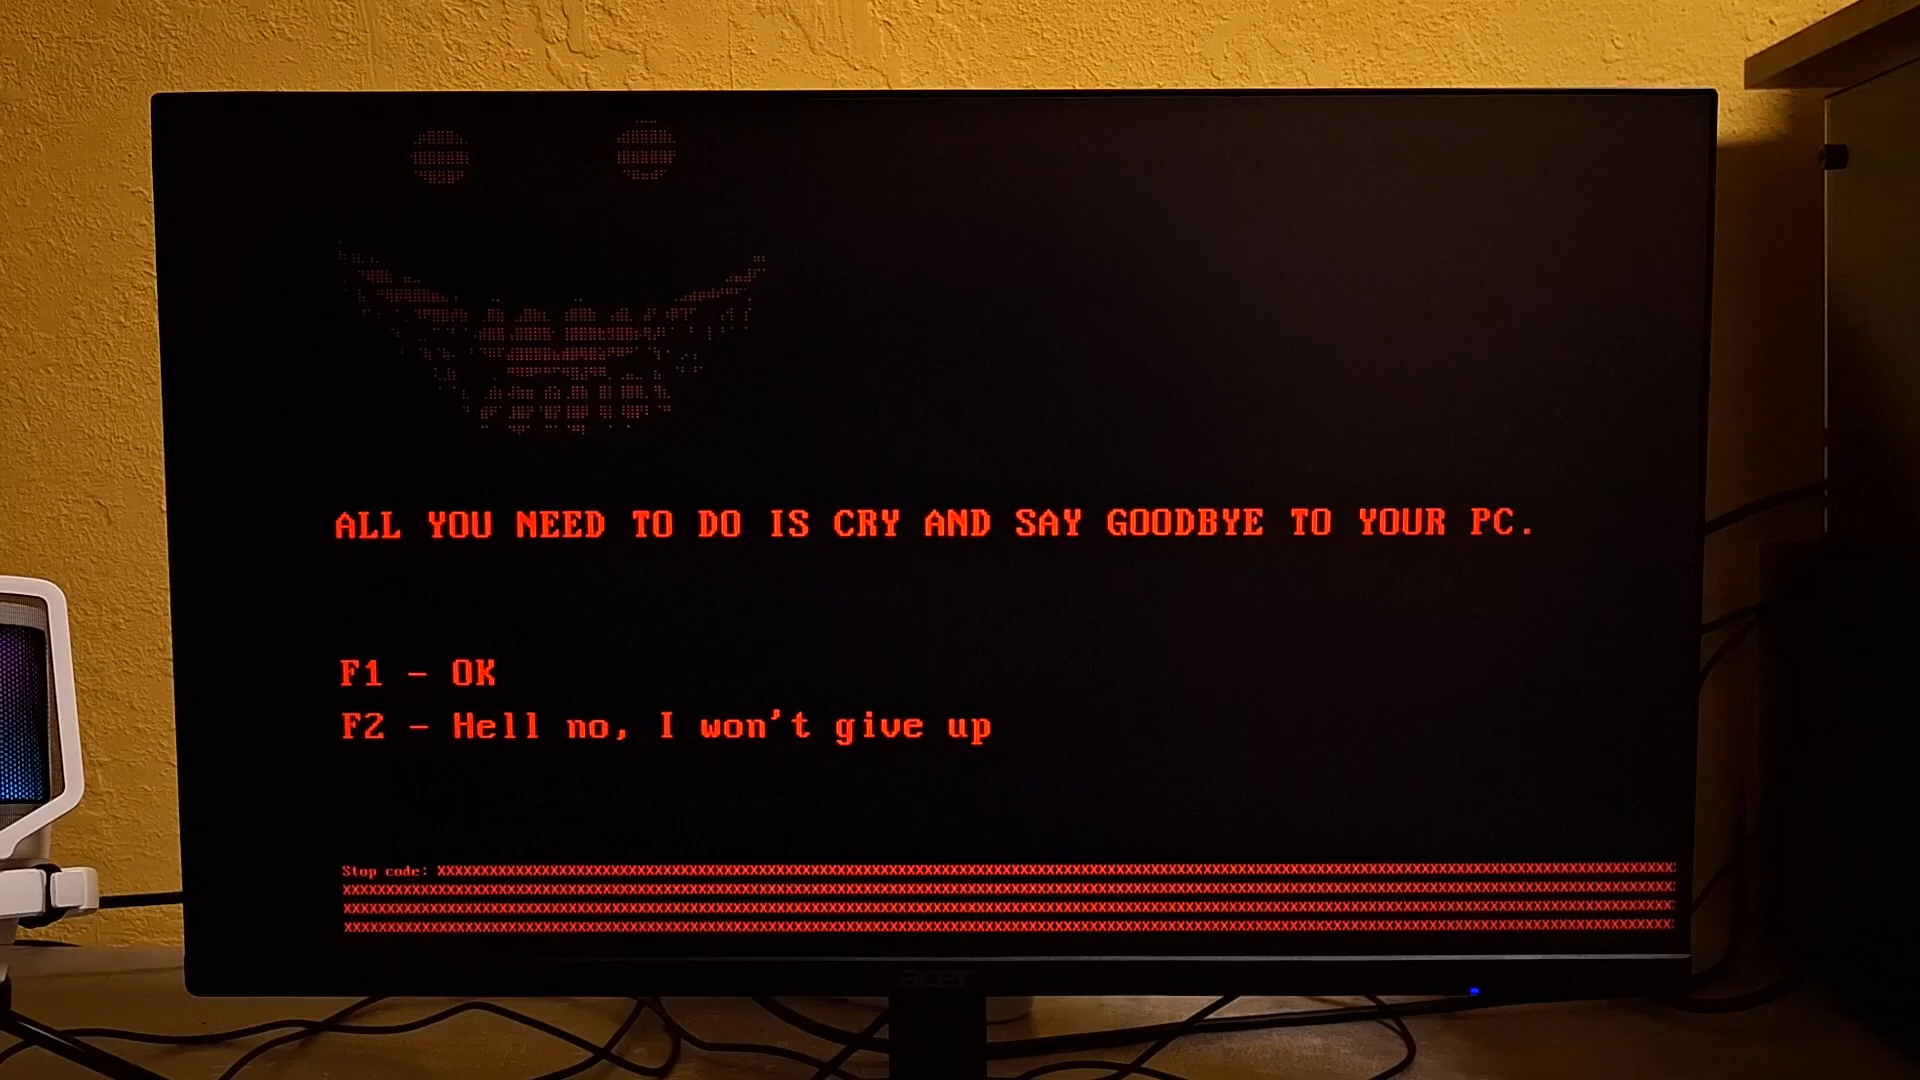 ALL YOU NEED TO DO IS CRY AND SAY GOODBYE TO YOUR PC.
F1 - OK
F2 - Hell no, I won't give up
Stop code:
acer